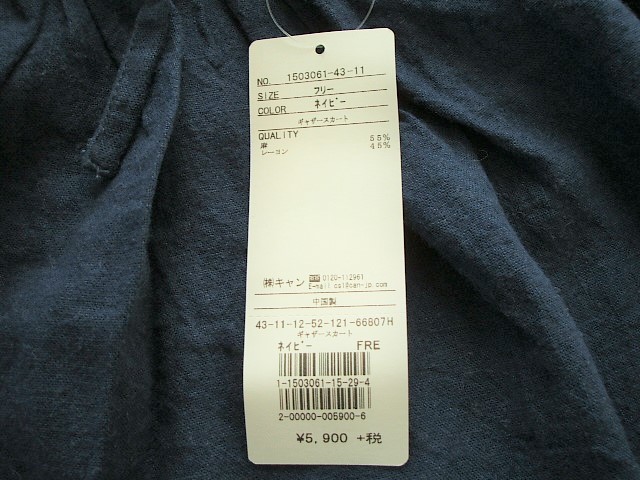 NO. 1503061-43-11
SIZE フリー
COLOR ネイビー
ギャザースカート
QUALITY
麻 55%
レーヨン 45%
㈱キャン 0120-112961
E-mail cs1@can-jp.com
中国製
43-11-12-52-121-66807H
ギャザースカート
ネイビー FRE
1-1503061-15-29-4
2-00000-005900-6
¥5,900 +税